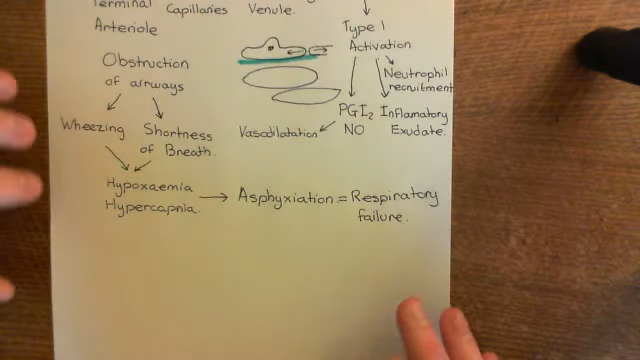 Terminal Capillaries Venule.
Arteriole
Type 1
Activation
Obstruction
of airways
Neutrophil
recruitment
Wheezing Shortness
of Breath.
PGI2 Inflamatory
NO Exudate.
Vasodilatation
Hypoxaemia
Hypercapnia.
Asphyxiation = Respiratory
failure.